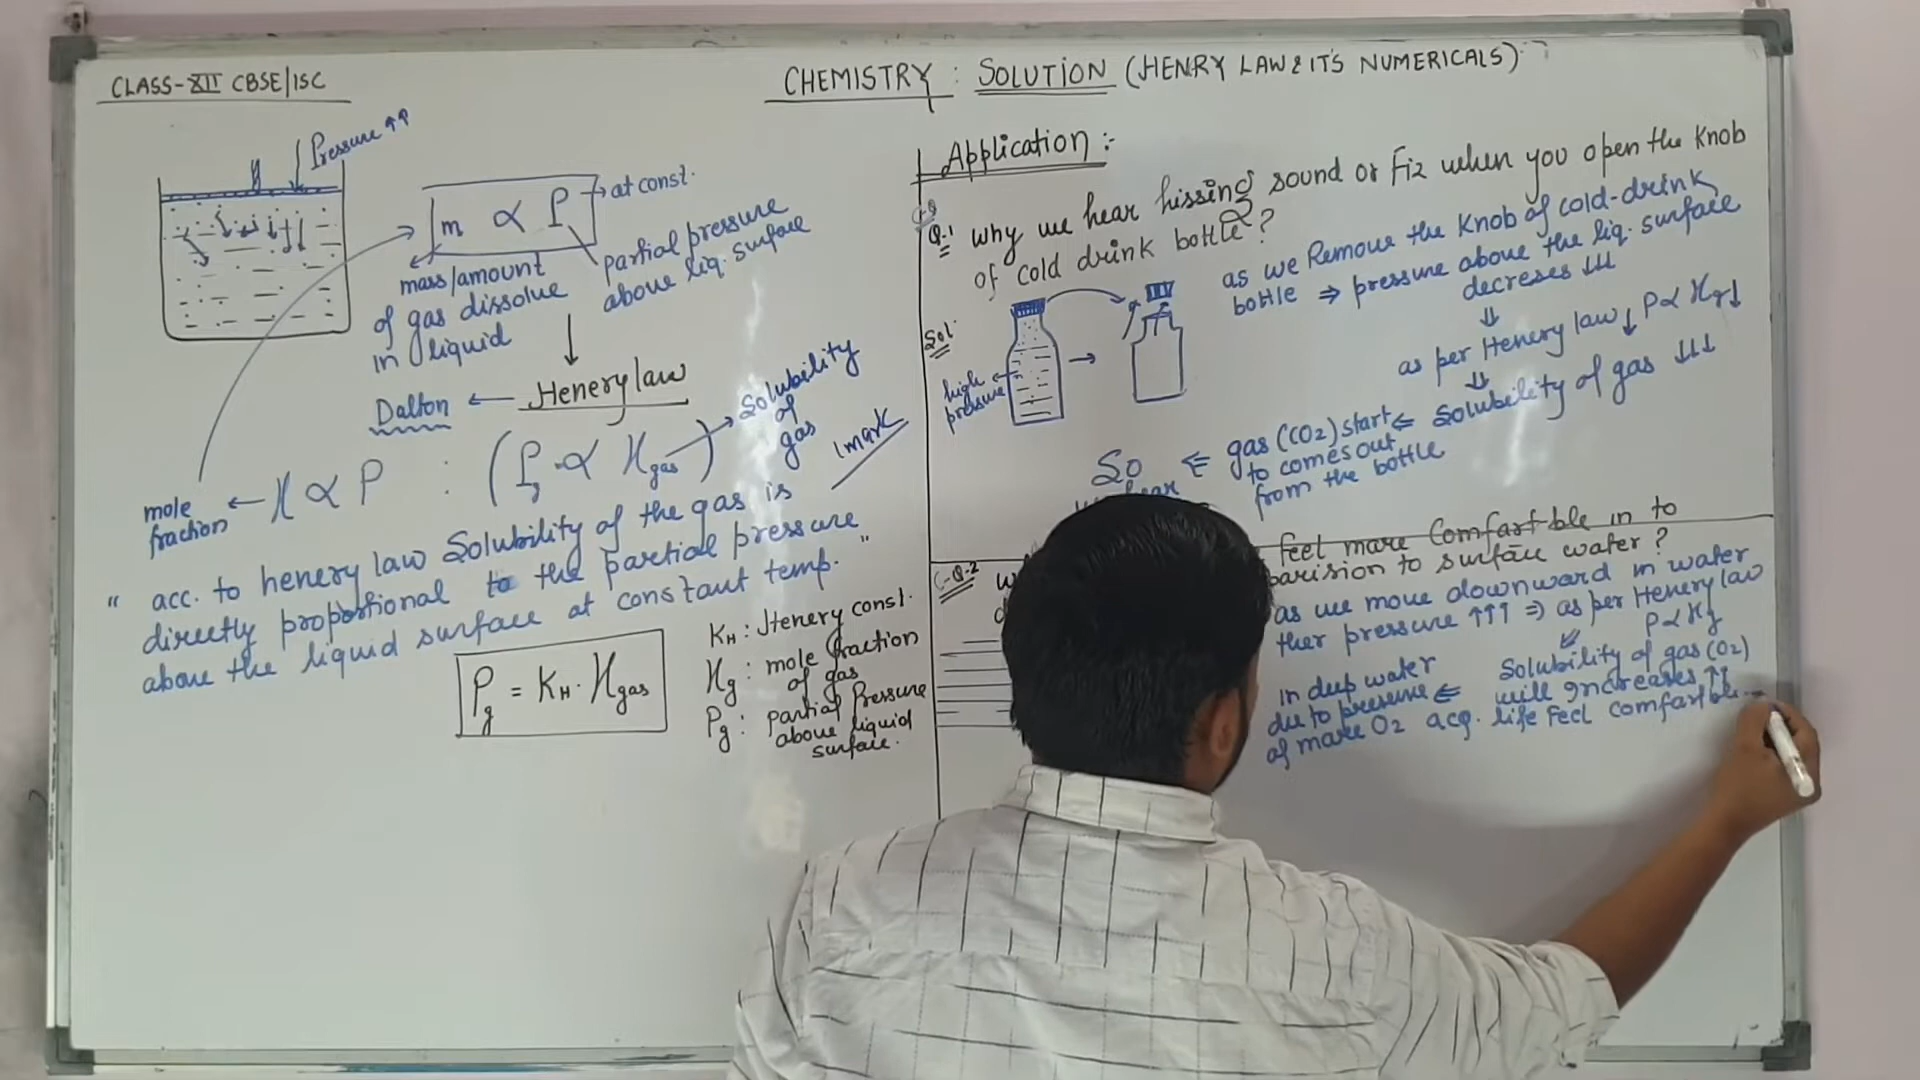 CLASS-XII CBSE/ISC
CHEMISTRY : SOLUTION (HENRY LAW & IT'S NUMERICALS)
Pressure ↑↑
m ∝ P
at const.
mass/amount
of gas dissolve
in liquid
partial pressure
above liq. surface
Dalton ← Henery law
mole
fraction ← X ∝ P : (Pg ∝ Xgas)
Solubility
of
gas
1 mark
" acc. to henery law Solubility of the gas is
directly proportional to the partial pressure
above the liquid surface at constant temp. "
Pg = KH · Xgas
KH : Henery const.
Xg : mole fraction
of gas
Pg : partial Pressure
above liquid
surface.
Application :-
Q-1 why we hear hissing sound or Fiz when you open the Knob
of cold drink bottle ?
Sol.
high
pressure
as we Remove the Knob of cold-drink
bottle ⇒ pressure above the liq. surface
decreses ↓↓↓
⇓
as per Henery law ↓ P ∝ Xg ↓
⇓
So ⇐ gas (CO2) start ⇐ Solubility of gas ↓↓↓
to comes out
from the bottle
Q-2
feel more Comfartble in to
surface water ?
as we move downward in water
ther pressure ↑↑↑ ⇒ as per Henery law
P ∝ Xg
Solubility of gas (O2)
will increases ↑↑
in deep water
due to presence ⇐
of more O2 acq. life feel comfartble